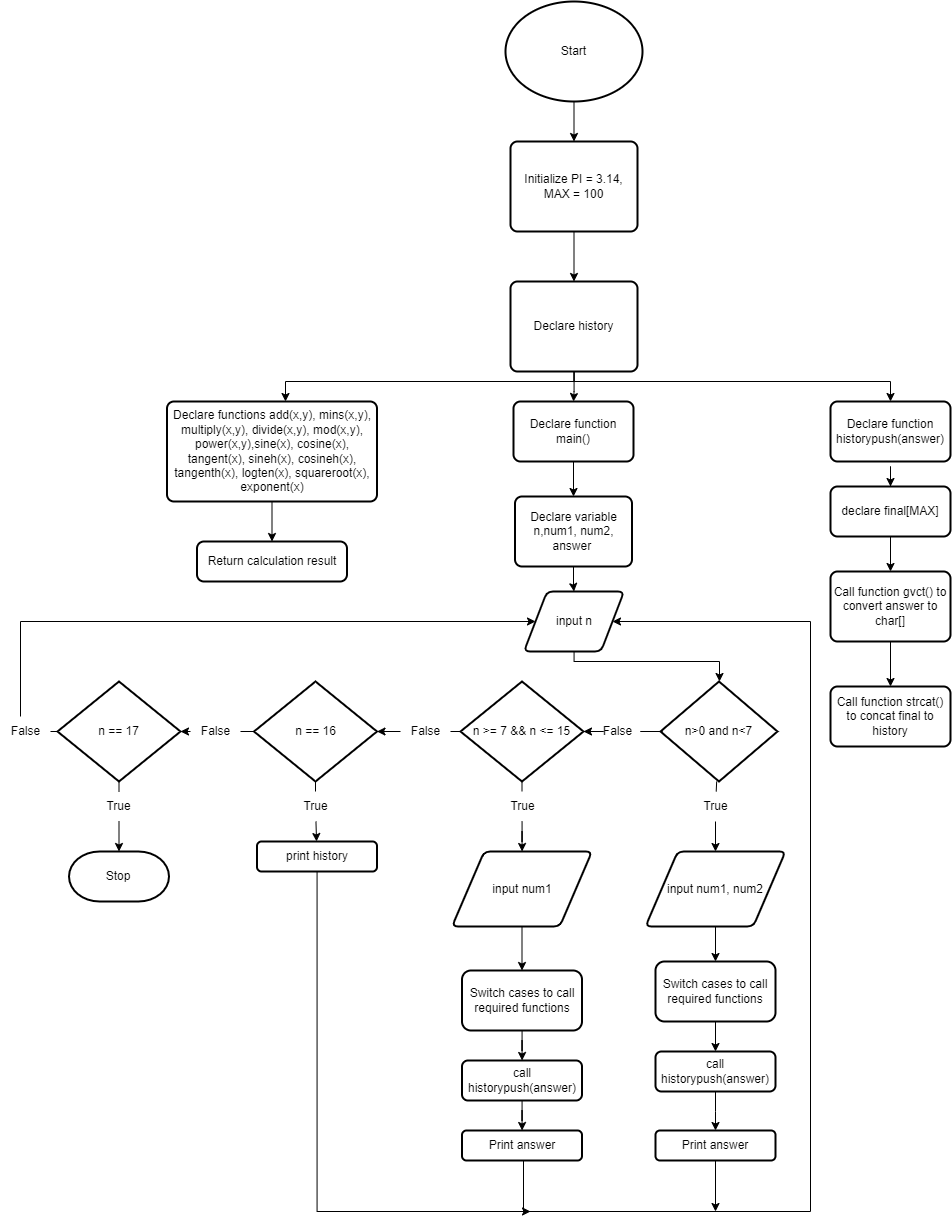 Start
Initialize PI = 3.14,
MAX = 100
Declare history
Declare functions add(x,y), mins(x,y),
multiply(x,y), divide(x,y), mod(x,y),
power(x,y),sine(x), cosine(x),
tangent(x), sineh(x), cosineh(x),
tangenth(x), logten(x), squareroot(x),
exponent(x)
Return calculation result
Declare function
main()
Declare variable
n,num1, num2,
answer
input n
Declare function
historypush(answer)
declare final[MAX]
Call function gvct() to
convert answer to
char[]
Call function strcat()
to concat final to
history
False
n == 17
False
n == 16
False
n >= 7 && n <= 15
False
n>0 and n<7
True
True
True
True
Stop
print history
input num1
input num1, num2
Switch cases to call
required functions
Switch cases to call
required functions
call
historypush(answer)
call
historypush(answer)
Print answer
Print answer